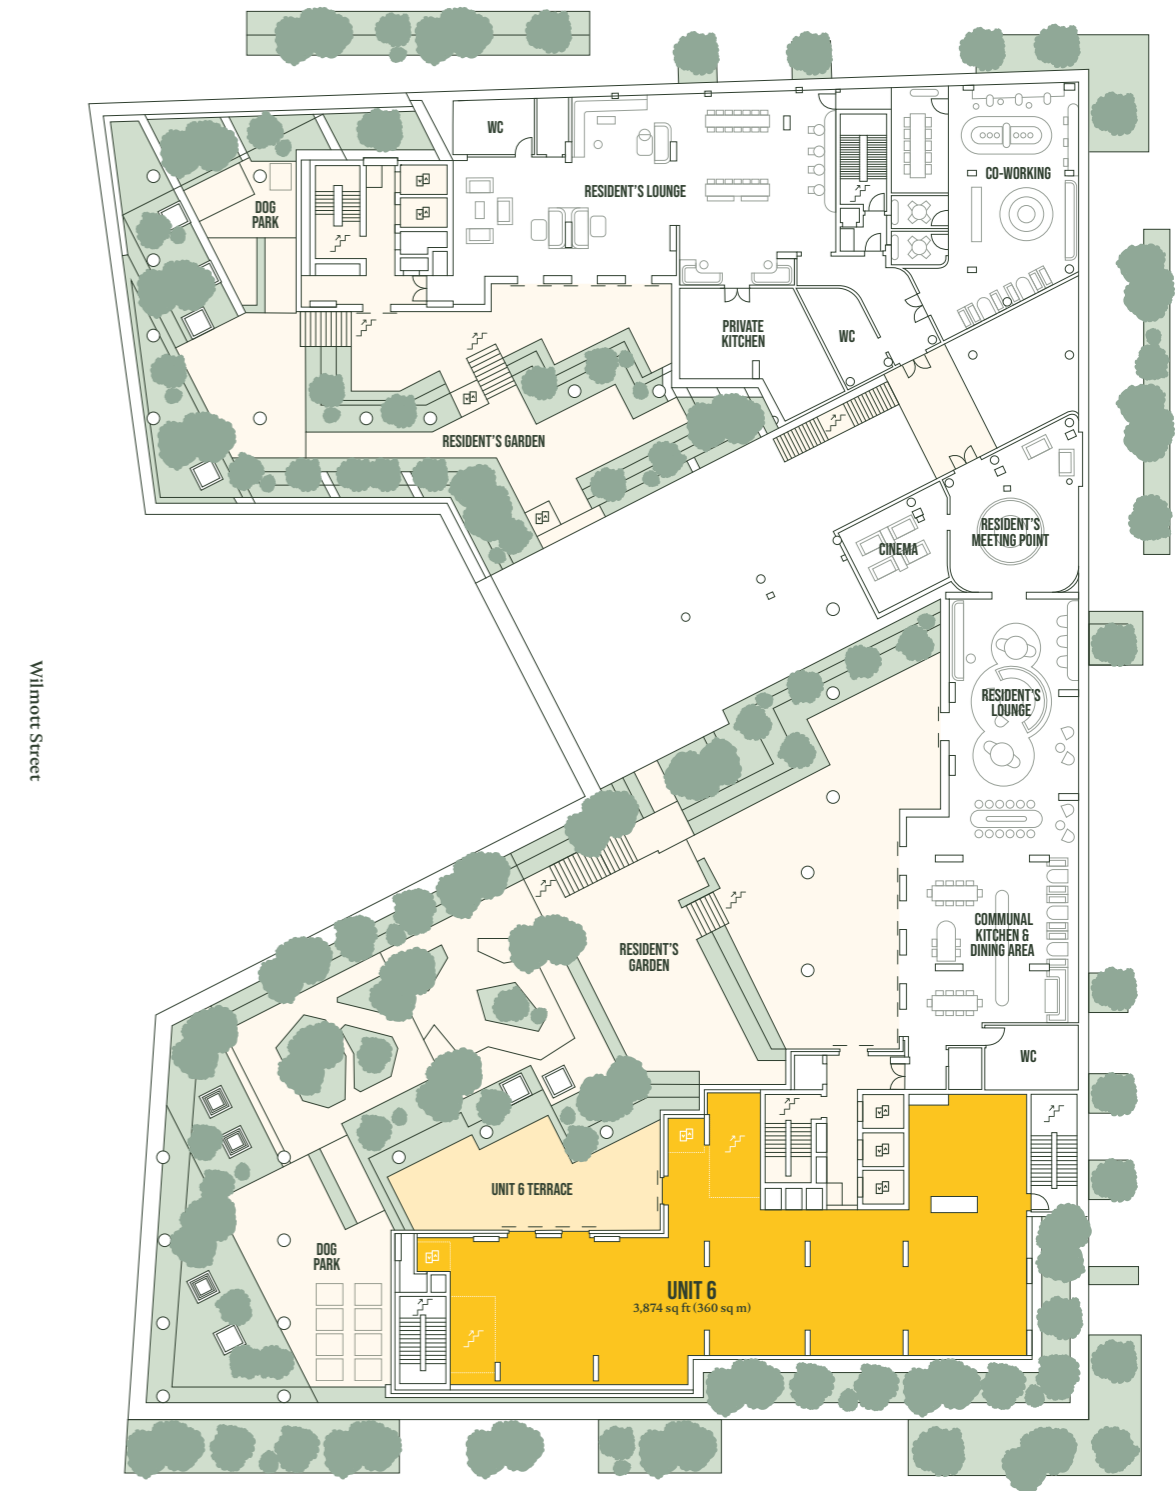 WC
RESIDENT'S LOUNGE
CO-WORKING
DOG
PARK
PRIVATE
KITCHEN
WC
RESIDENT'S GARDEN
CINEMA
RESIDENT'S
MEETING POINT
Wilmott Street
RESIDENT'S
LOUNGE
COMMUNAL
KITCHEN &
DINING AREA
RESIDENT'S
GARDEN
WC
UNIT 6 TERRACE
DOG
PARK
UNIT 6
3,874 sq ft (360 sq m)